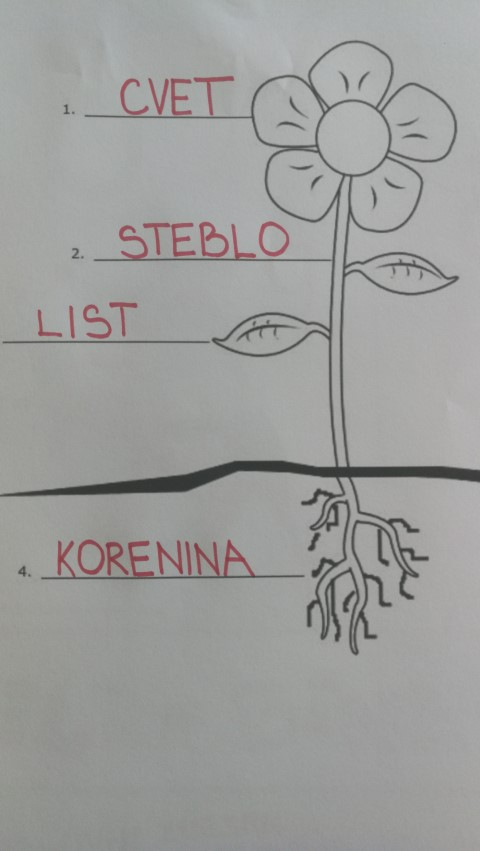 1. CVET
2. STEBLO
LIST
4. KORENINA